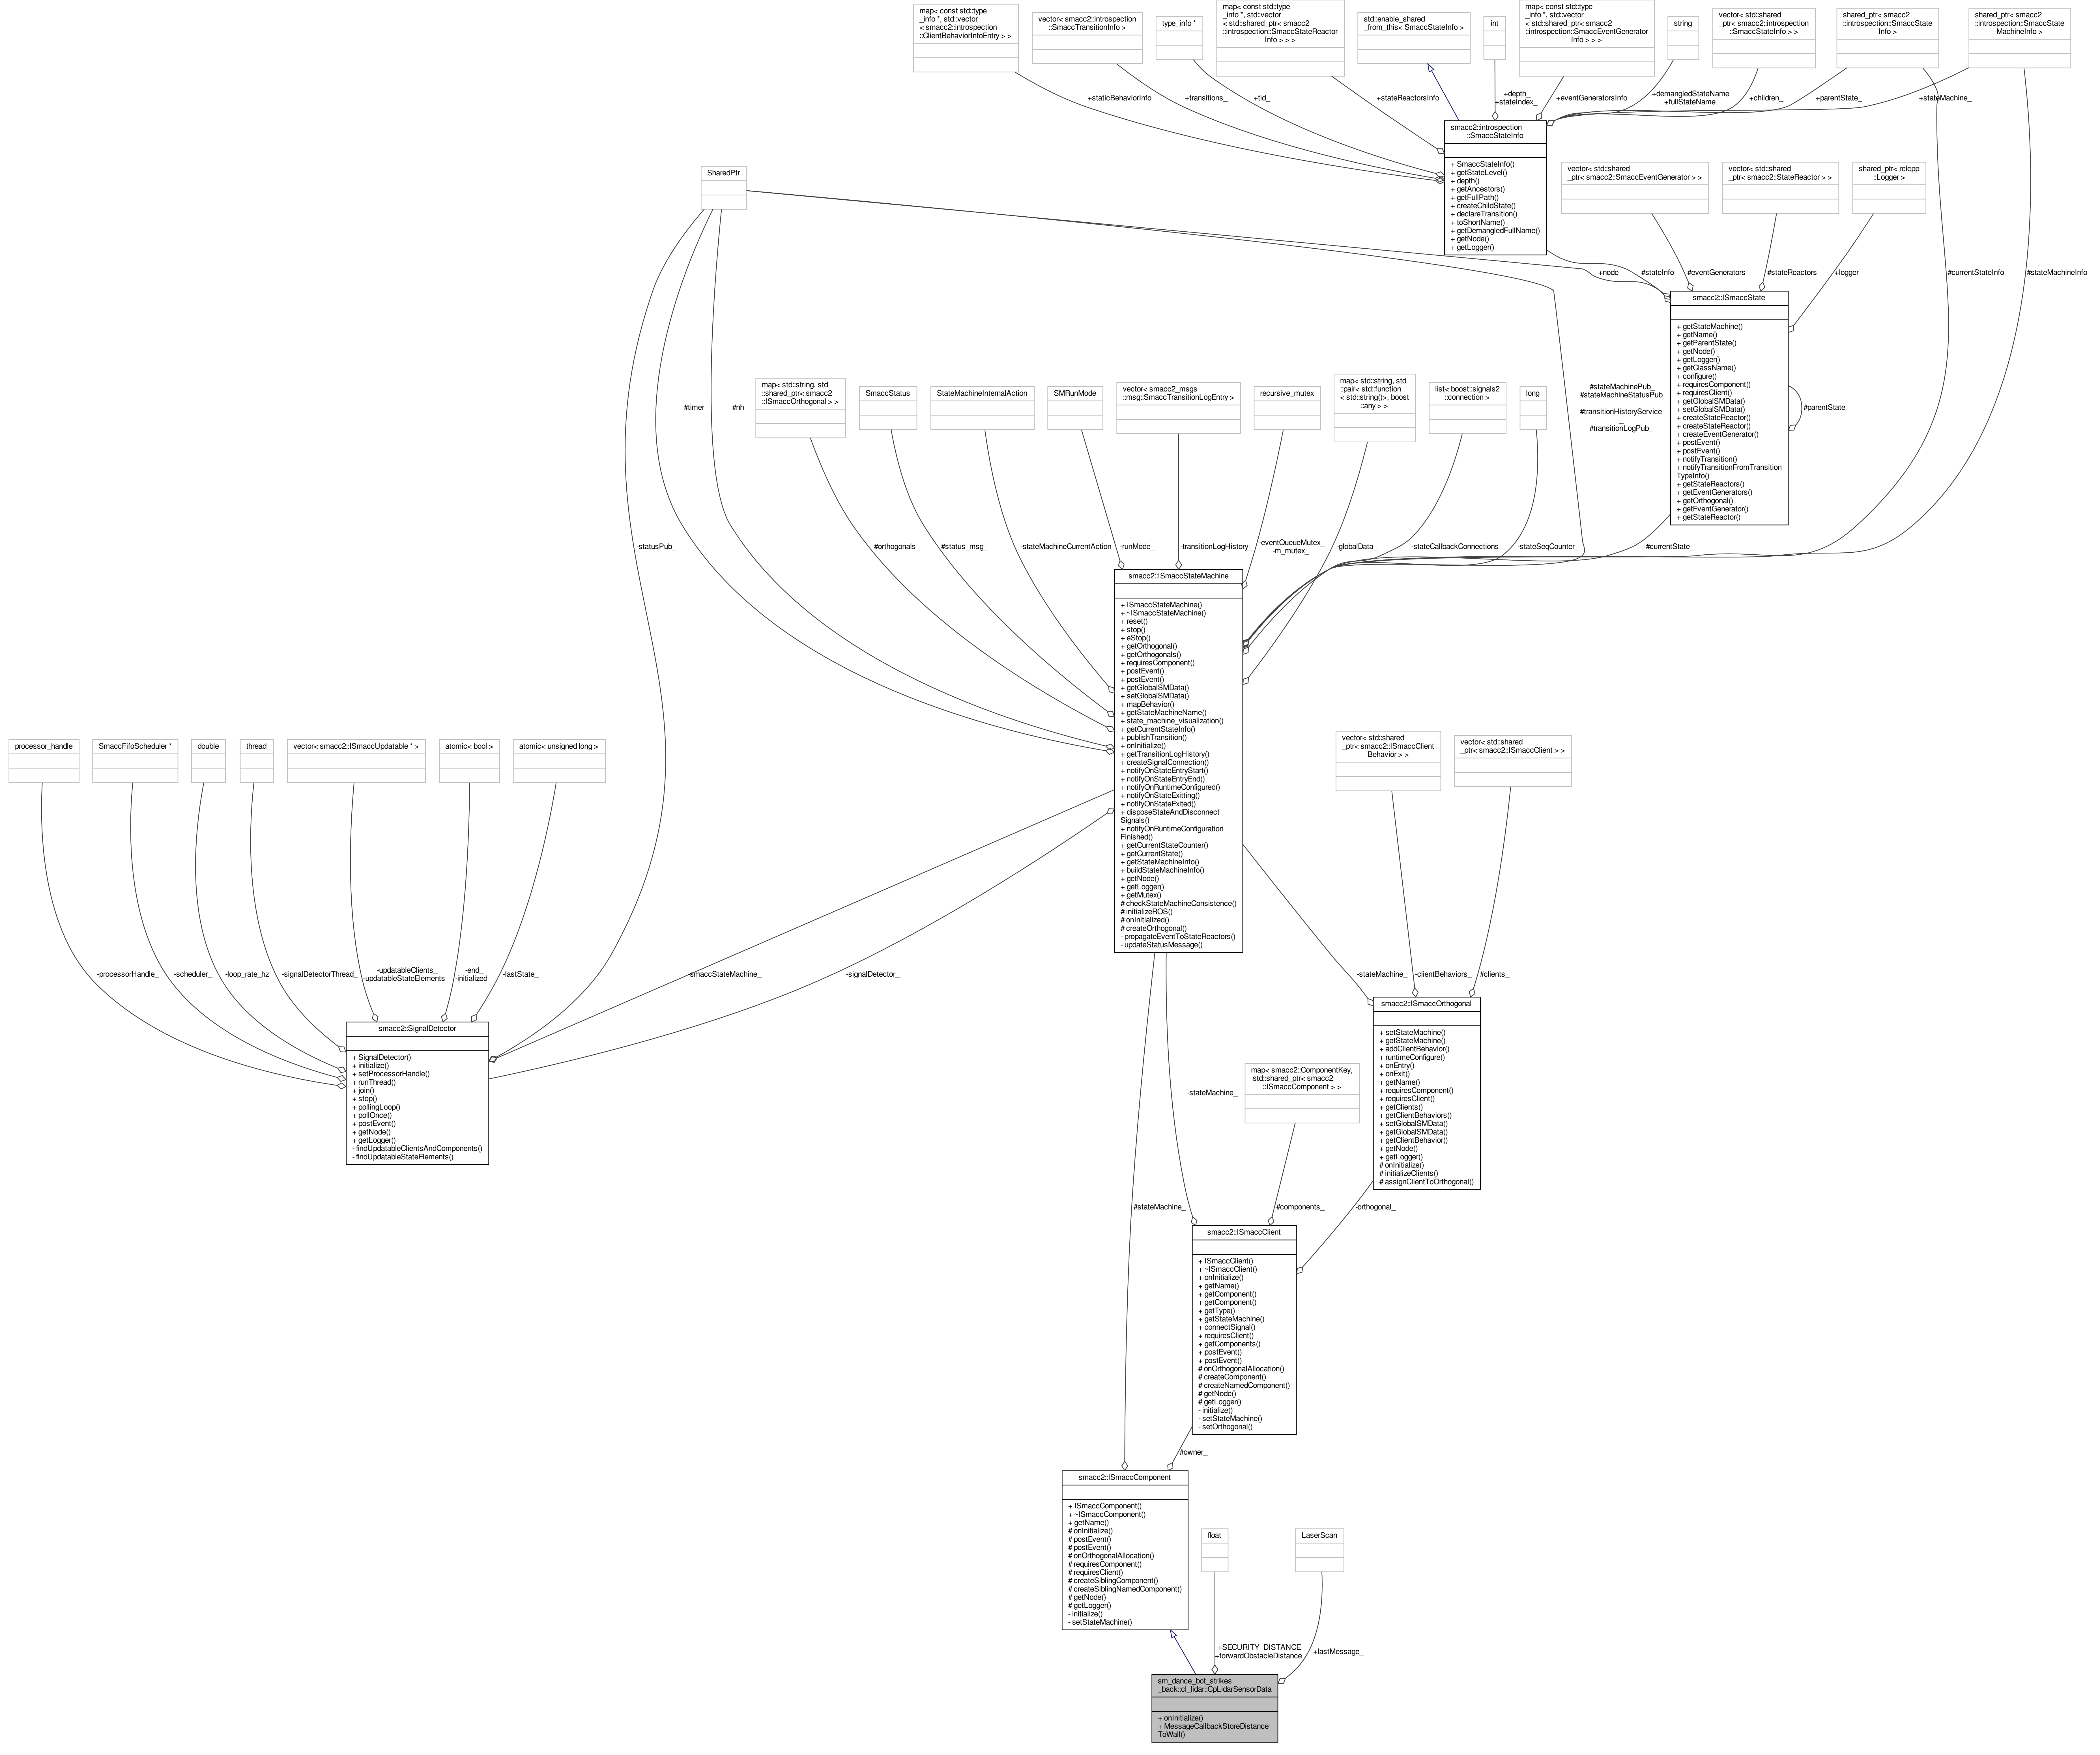 map< const std::type
_info *, std::vector
< smacc2::introspection
::ClientBehaviorInfoEntry > >
vector< smacc2::introspection
::SmaccTransitionInfo >
type_info *
map< const std::type
_info *, std::vector
< std::shared_ptr< smacc2
::introspection::SmaccStateReactor
Info > > >
std::enable_shared
_from_this< SmaccStateInfo >
int
map< const std::type
_info *, std::vector
< std::shared_ptr< smacc2
::introspection::SmaccEventGenerator
Info > > >
string
vector< std::shared
_ptr< smacc2::introspection
::SmaccStateInfo > >
shared_ptr< smacc2
::introspection::SmaccState
Info >
shared_ptr< smacc2
::introspection::SmaccState
MachineInfo >
+staticBehaviorInfo
+transitions_
+tid_
+stateReactorsInfo
+depth_
+stateIndex_
+eventGeneratorsInfo
+demangledStateName
+fullStateName
+children_
+parentState_
+stateMachine_
smacc2::introspection
::SmaccStateInfo
+ SmaccStateInfo()
+ getStateLevel()
+ depth()
+ getAncestors()
+ getFullPath()
+ createChildState()
+ declareTransition()
+ toShortName()
+ getDemangledFullName()
+ getNode()
+ getLogger()
SharedPtr
vector< std::shared
_ptr< smacc2::SmaccEventGenerator > >
vector< std::shared
_ptr< smacc2::StateReactor > >
shared_ptr< rclcpp
::Logger >
+node_
#stateInfo_
#eventGenerators_
#stateReactors_
+logger_
#currentStateInfo_
#stateMachineInfo_
smacc2::ISmaccState
+ getStateMachine()
+ getName()
+ getParentState()
+ getNode()
+ getLogger()
+ getClassName()
+ configure()
+ requiresComponent()
+ requiresClient()
+ getGlobalSMData()
+ setGlobalSMData()
+ createStateReactor()
+ createStateReactor()
+ createEventGenerator()
+ postEvent()
+ postEvent()
+ notifyTransition()
+ notifyTransitionFromTransition
TypeInfo()
+ getStateReactors()
+ getEventGenerators()
+ getOrthogonal()
+ getEventGenerator()
+ getStateReactor()
#parentState_
#stateMachinePub_
#stateMachineStatusPub
_
#transitionHistoryService
_
#transitionLogPub_
#timer_
#nh_
map< std::string, std
::shared_ptr< smacc2
::ISmaccOrthogonal > >
SmaccStatus
StateMachineInternalAction
SMRunMode
vector< smacc2_msgs
::msg::SmaccTransitionLogEntry >
recursive_mutex
map< std::string, std
::pair< std::function
< std::string()>, boost
::any > >
list< boost::signals2
::connection >
long
-statusPub_
#orthogonals_
#status_msg_
-stateMachineCurrentAction
-runMode_
-transitionLogHistory_
-eventQueueMutex_
-m_mutex_
-globalData_
-stateCallbackConnections
-stateSeqCounter_
#currentState_
smacc2::ISmaccStateMachine
+ ISmaccStateMachine()
+ ~ISmaccStateMachine()
+ reset()
+ stop()
+ eStop()
+ getOrthogonal()
+ getOrthogonals()
+ requiresComponent()
+ postEvent()
+ postEvent()
+ getGlobalSMData()
+ setGlobalSMData()
+ mapBehavior()
+ getStateMachineName()
+ state_machine_visualization()
+ getCurrentStateInfo()
+ publishTransition()
+ onInitialize()
+ getTransitionLogHistory()
+ createSignalConnection()
+ notifyOnStateEntryStart()
+ notifyOnStateEntryEnd()
+ notifyOnRuntimeConfigured()
+ notifyOnStateExitting()
+ notifyOnStateExited()
+ disposeStateAndDisconnect
Signals()
+ notifyOnRuntimeConfiguration
Finished()
+ getCurrentStateCounter()
+ getCurrentState()
+ getStateMachineInfo()
+ buildStateMachineInfo()
+ getNode()
+ getLogger()
+ getMutex()
# checkStateMachineConsistence()
# initializeROS()
# onInitialized()
# createOrthogonal()
- propagateEventToStateReactors()
- updateStatusMessage()
processor_handle
SmaccFifoScheduler *
double
thread
vector< smacc2::ISmaccUpdatable * >
atomic< bool >
atomic< unsigned long >
vector< std::shared
_ptr< smacc2::ISmaccClient
Behavior > >
vector< std::shared
_ptr< smacc2::ISmaccClient > >
-processorHandle_
-scheduler_
-loop_rate_hz
-signalDetectorThread_
-updatableClients_
-updatableStateElements_
-end_
-initialized_
-lastState_
-smaccStateMachine_
-signalDetector_
-stateMachine_
-clientBehaviors_
#clients_
smacc2::SignalDetector
+ SignalDetector()
+ initialize()
+ setProcessorHandle()
+ runThread()
+ join()
+ stop()
+ pollingLoop()
+ pollOnce()
+ postEvent()
+ getNode()
+ getLogger()
- findUpdatableClientsAndComponents()
- findUpdatableStateElements()
smacc2::ISmaccOrthogonal
+ setStateMachine()
+ getStateMachine()
+ addClientBehavior()
+ runtimeConfigure()
+ onEntry()
+ onExit()
+ getName()
+ requiresComponent()
+ requiresClient()
+ getClients()
+ getClientBehaviors()
+ setGlobalSMData()
+ getGlobalSMData()
+ getClientBehavior()
+ getNode()
+ getLogger()
# onInitialize()
# initializeClients()
# assignClientToOrthogonal()
map< smacc2::ComponentKey,
std::shared_ptr< smacc2
::ISmaccComponent > >
-stateMachine_
#stateMachine_
#components_
-orthogonal_
smacc2::ISmaccClient
+ ISmaccClient()
+ ~ISmaccClient()
+ onInitialize()
+ getName()
+ getComponent()
+ getComponent()
+ getType()
+ getStateMachine()
+ connectSignal()
+ requiresClient()
+ getComponents()
+ postEvent()
+ postEvent()
# onOrthogonalAllocation()
# createComponent()
# createNamedComponent()
# getNode()
# getLogger()
- initialize()
- setStateMachine()
- setOrthogonal()
#owner_
smacc2::ISmaccComponent
+ ISmaccComponent()
+ ~ISmaccComponent()
+ getName()
# onInitialize()
# postEvent()
# postEvent()
# onOrthogonalAllocation()
# requiresComponent()
# requiresClient()
# createSiblingComponent()
# createSiblingNamedComponent()
# getNode()
# getLogger()
- initialize()
- setStateMachine()
float
LaserScan
+SECURITY_DISTANCE
+forwardObstacleDistance
+lastMessage_
sm_dance_bot_strikes
_back::cl_lidar::CpLidarSensorData
+ onInitialize()
+ MessageCallbackStoreDistance
ToWall()